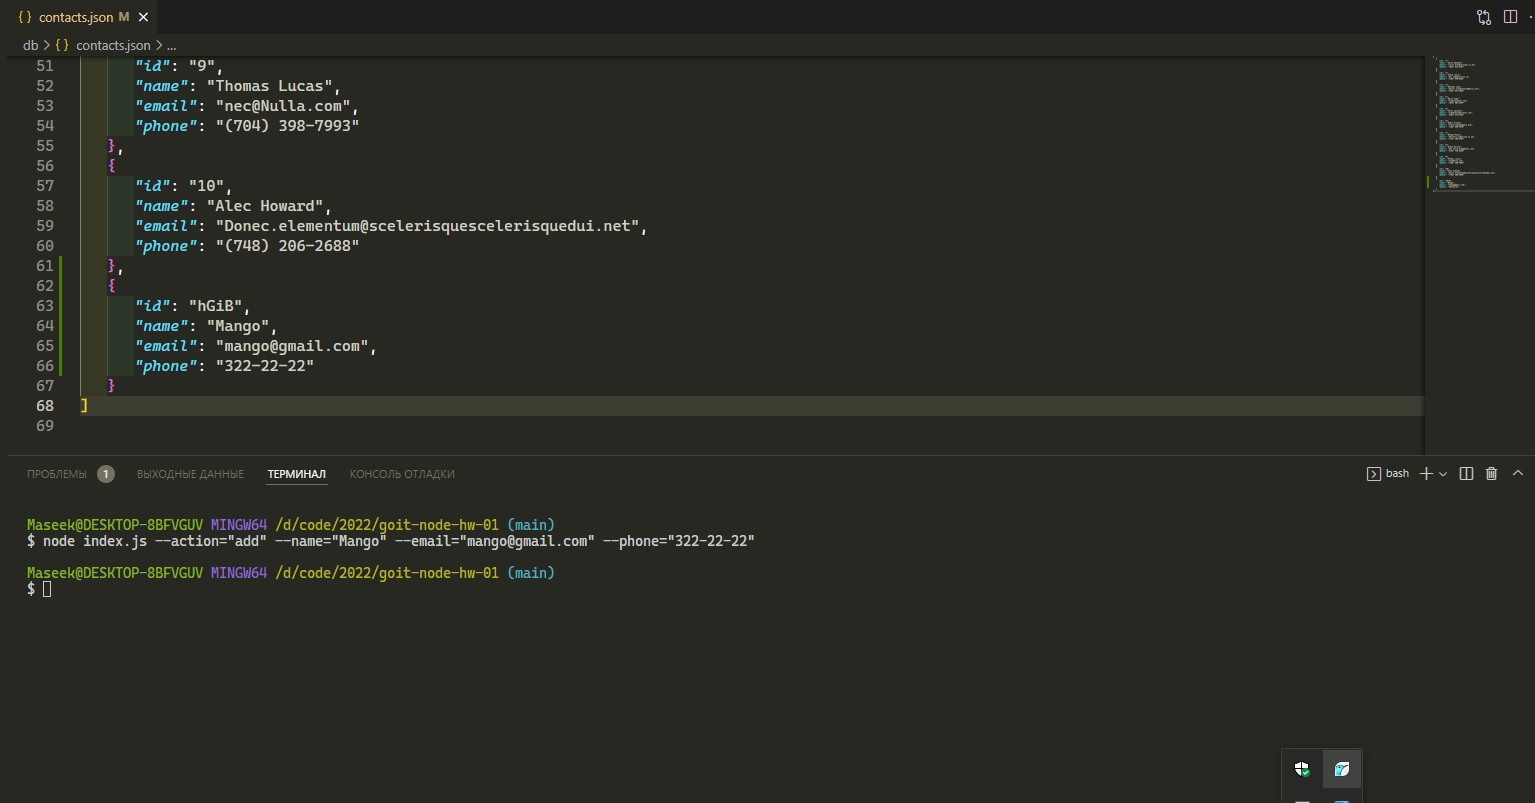 { } contacts.json M ×
db > { } contacts.json > ...
51 "id": "9",
52 "name": "Thomas Lucas",
53 "email": "nec@Nulla.com",
54 "phone": "(704) 398-7993"
55 },
56 {
57 "id": "10",
58 "name": "Alec Howard",
59 "email": "Donec.elementum@scelerisquescelerisquedui.net",
60 "phone": "(748) 206-2688"
61 },
62 {
63 "id": "hGiB",
64 "name": "Mango",
65 "email": "mango@gmail.com",
66 "phone": "322-22-22"
67 }
68 ]
69
ПРОБЛЕМЫ 1 ВЫХОДНЫЕ ДАННЫЕ ТЕРМИНАЛ КОНСОЛЬ ОТЛАДКИ bash
Maseek@DESKTOP-8BFVGUV MINGW64 /d/code/2022/goit-node-hw-01 (main)
$ node index.js --action="add" --name="Mango" --email="mango@gmail.com" --phone="322-22-22"
Maseek@DESKTOP-8BFVGUV MINGW64 /d/code/2022/goit-node-hw-01 (main)
$